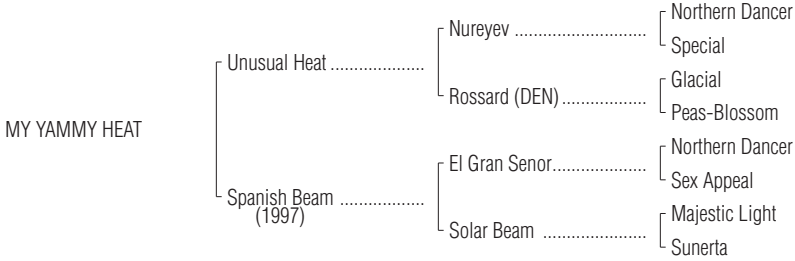 Northern Dancer
Nureyev ............................
Special
Unusual Heat ....................
Glacial
Rossard (DEN) ..................
Peas-Blossom
MY YAMMY HEAT
Northern Dancer
El Gran Senor....................
Sex Appeal
Spanish Beam ..................
(1997)
Majestic Light
Solar Beam ......................
Sunerta